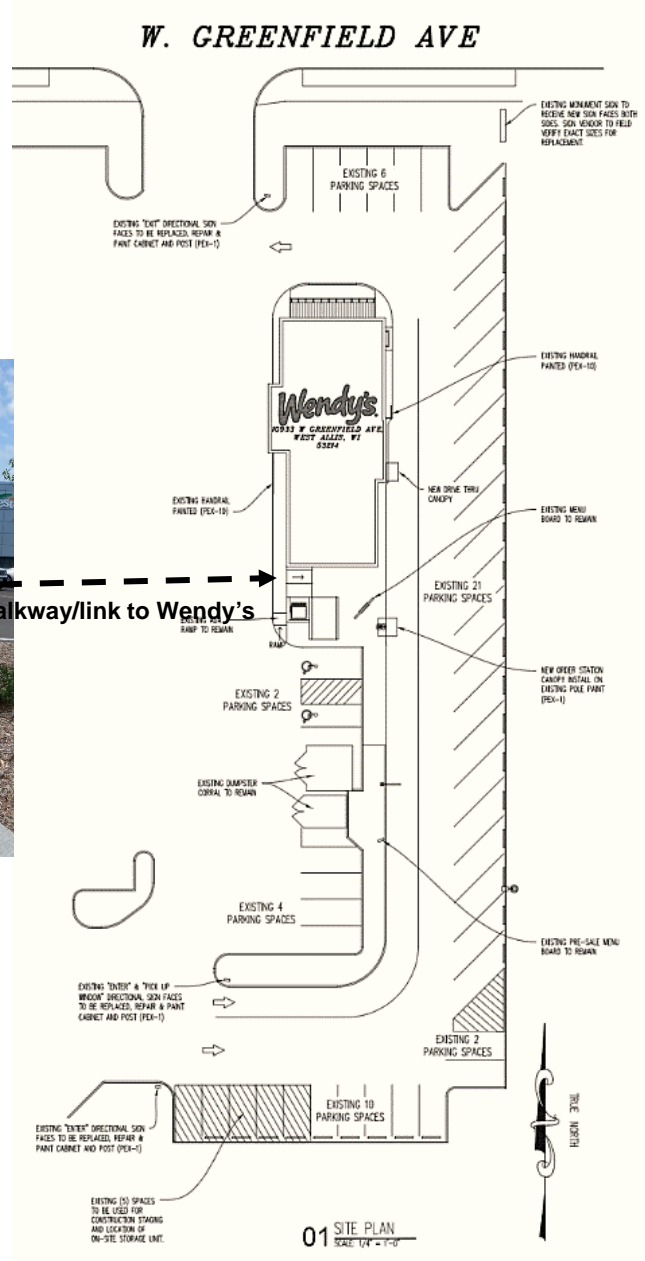 W. GREENFIELD AVE
EXISTING MONUMENT SIGN TO
RECEIVE NEW SIGN FACES BOTH
SIDES. SIGN VENDOR TO FIELD
VERIFY EXACT SIZES FOR
REPLACEMENT.
EXISTING 6
PARKING SPACES
EXISTING "EXIT" DIRECTIONAL SIGN
FACES TO BE REPLACED, REPAIR &
PAINT CABINET AND POST (PEX-1)
EXISTING HANDRAIL
PAINTED (PEX-10)
Wendy's
10933 W GREENFIELD AVE,
WEST ALLIS, WI
53214
EXISTING HANDRAIL
PAINTED (PEX-10)
NEW DRIVE THRU
CANOPY
EXISTING MENU
BOARD TO REMAIN
EXISTING 21
PARKING SPACES
alkway/link to Wendy's
RAMP TO REMAIN
RAMP
NEW ORDER STATION
CANOPY INSTALL ON
EXISTING POLE PAINT
(PEX-1)
EXISTING 2
PARKING SPACES
EXISTING DUMPSTER
CORRAL TO REMAIN
EXISTING 4
PARKING SPACES
EXISTING PRE-SALE MENU
BOARD TO REMAIN
EXISTING "ENTER" & "PICK UP
WINDOW" DIRECTIONAL SIGN FACES
TO BE REPLACED, REPAIR & PAINT
CABINET AND POST (PEX-1)
EXISTING 2
PARKING SPACES
EXISTING 10
PARKING SPACES
TRUE NORTH
EXISTING "ENTER" DIRECTIONAL SIGN
FACES TO BE REPLACED, REPAIR &
PAINT CABINET AND POST (PEX-1)
EXISTING (5) SPACES
TO BE USED FOR
CONSTRUCTION STAGING
AND LOCATION OF
ON-SITE STORAGE UNIT.
01 SITE PLAN
SCALE: 1/4" = 1'-0"